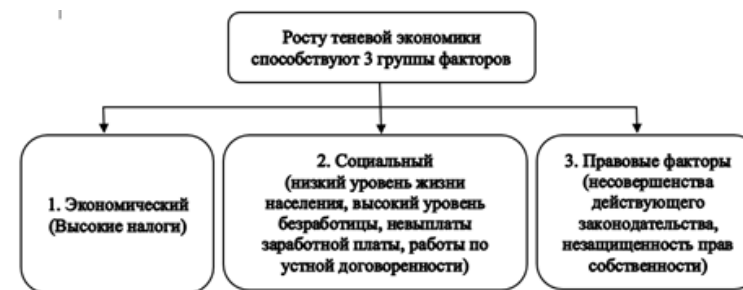 Росту теневой экономики
способствуют 3 группы факторов
1. Экономический
(Высокие налоги)
2. Социальный
(низкий уровень жизни
населения, высокий уровень
безработицы, невыплаты
заработной платы, работы по
устной договоренности)
3. Правовые факторы
(несовершенства
действующего
законодательства,
незащищенность прав
собственности)